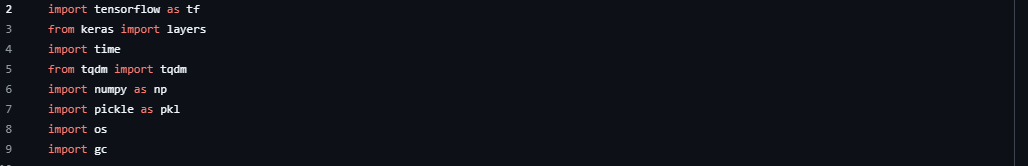 2 import tensorflow as tf
3 from keras import layers
4 import time
5 from tqdm import tqdm
6 import numpy as np
7 import pickle as pkl
8 import os
9 import gc